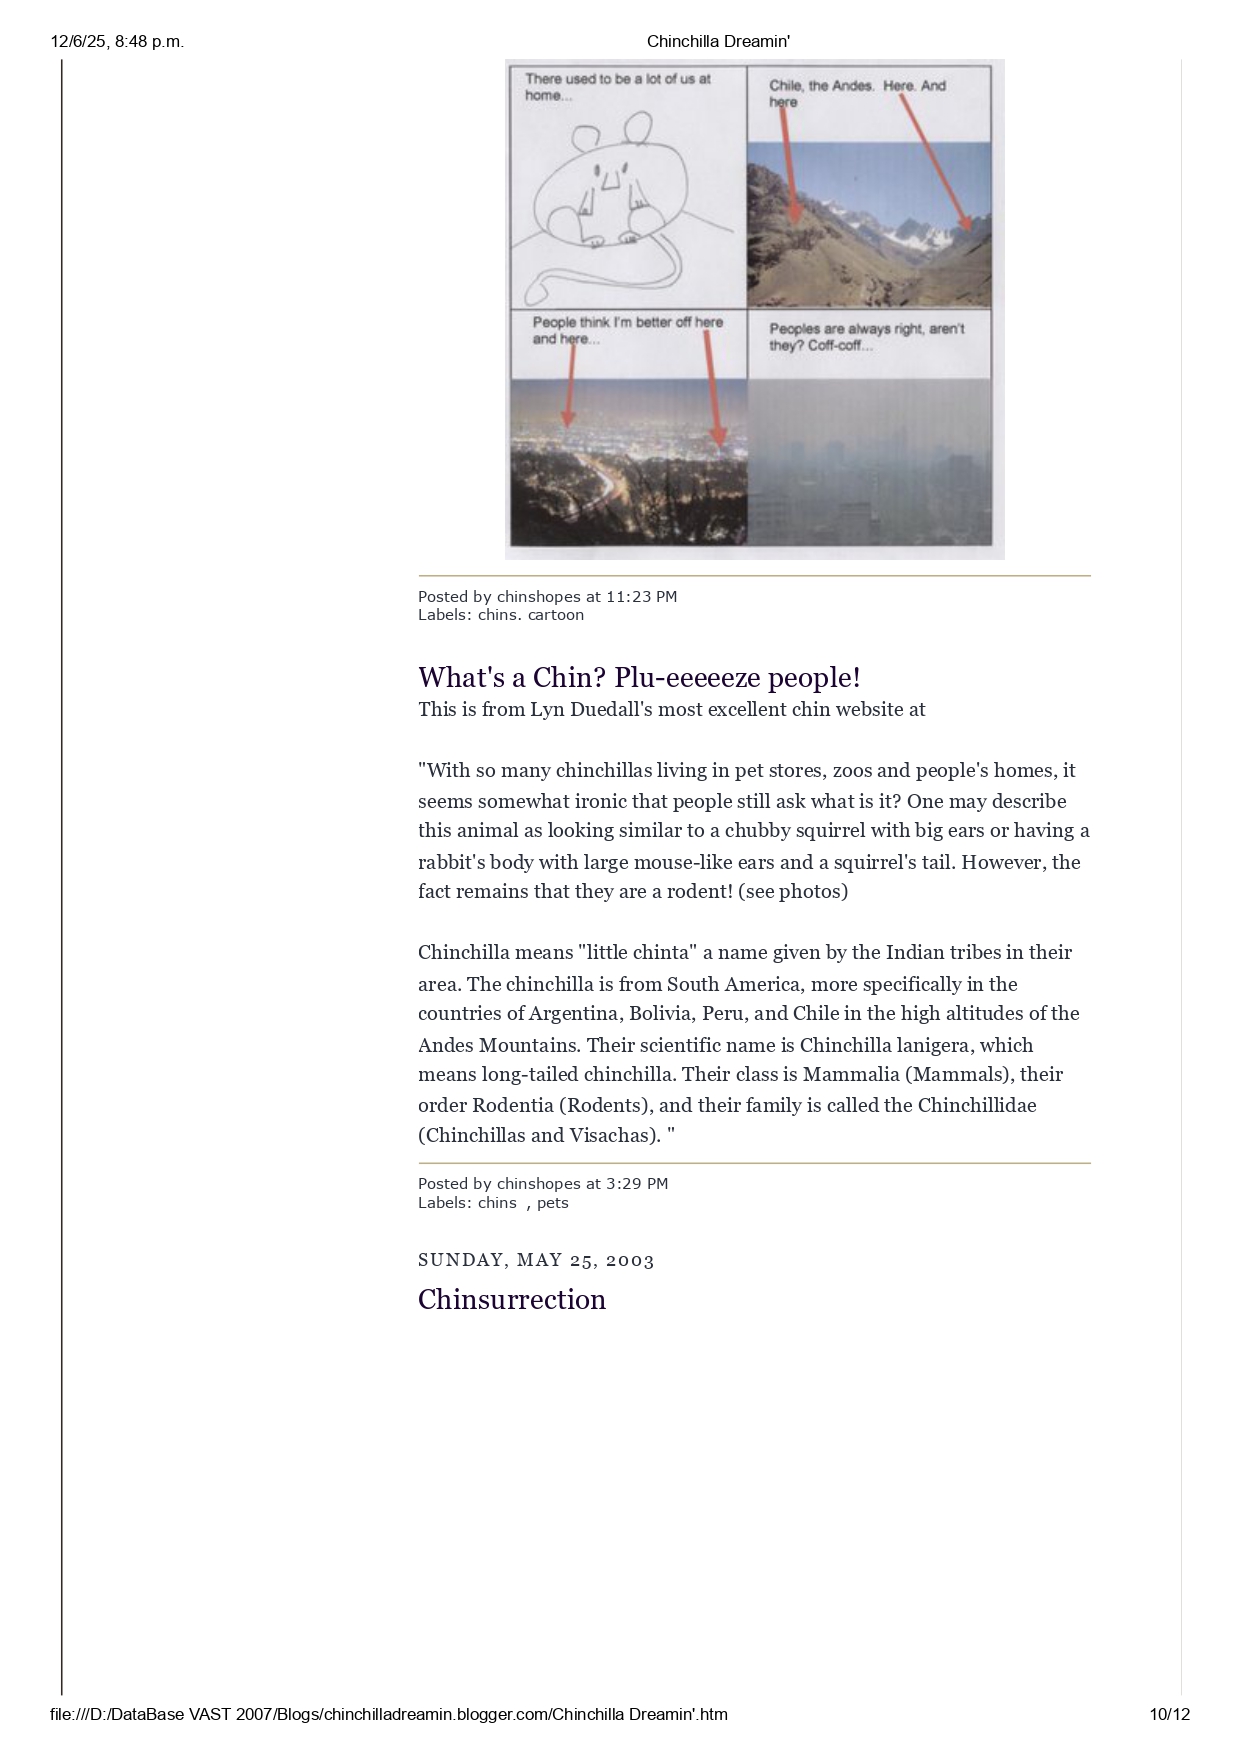 12/6/25, 8:48 p.m.
Chinchilla Dreamin'
There used to be a lot of us at
home...
Chile, the Andes.  Here. And
here
People think I'm better off here
and here...
Peoples are always right, aren't
they? Coff-coff...
Posted by chinshopes at 11:23 PM
Labels: chins. cartoon
What's a Chin? Plu-eeeeeze people!
This is from Lyn Duedall's most excellent chin website at
"With so many chinchillas living in pet stores, zoos and people's homes, it
seems somewhat ironic that people still ask what is it? One may describe
this animal as looking similar to a chubby squirrel with big ears or having a
rabbit's body with large mouse-like ears and a squirrel's tail. However, the
fact remains that they are a rodent! (see photos)
Chinchilla means "little chinta" a name given by the Indian tribes in their
area. The chinchilla is from South America, more specifically in the
countries of Argentina, Bolivia, Peru, and Chile in the high altitudes of the
Andes Mountains. Their scientific name is Chinchilla lanigera, which
means long-tailed chinchilla. Their class is Mammalia (Mammals), their
order Rodentia (Rodents), and their family is called the Chinchillidae
(Chinchillas and Visachas). "
Posted by chinshopes at 3:29 PM
Labels: chins , pets
SUNDAY, MAY 25, 2003
Chinsurrection
file:///D:/DataBase VAST 2007/Blogs/chinchilladreamin.blogger.com/Chinchilla Dreamin'.htm
10/12